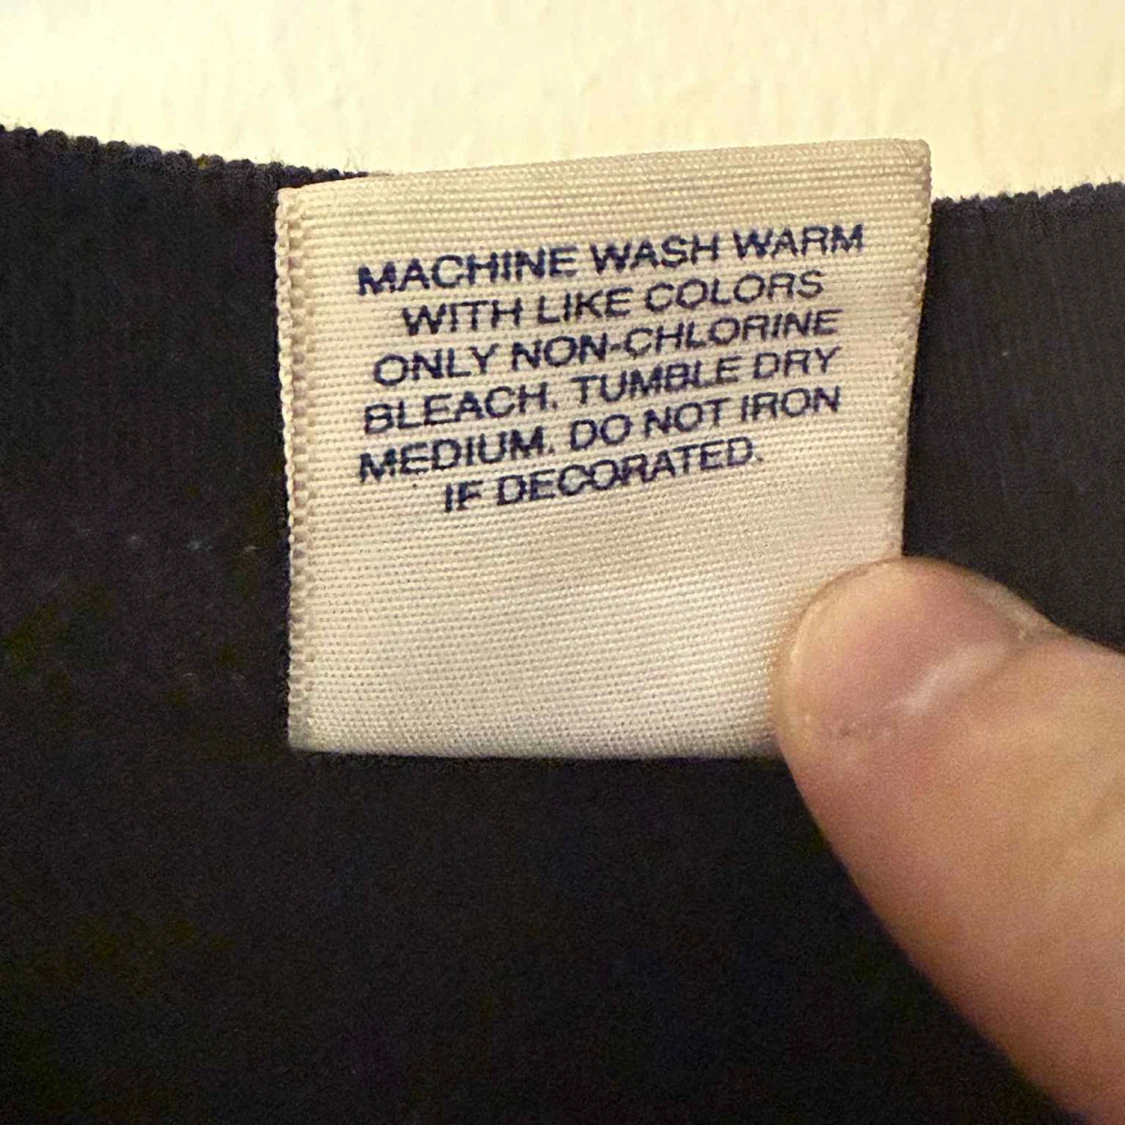 MACHINE WASH WARM
WITH LIKE COLORS
ONLY NON-CHLORINE
BLEACH. TUMBLE DRY
MEDIUM. DO NOT IRON
IF DECORATED.